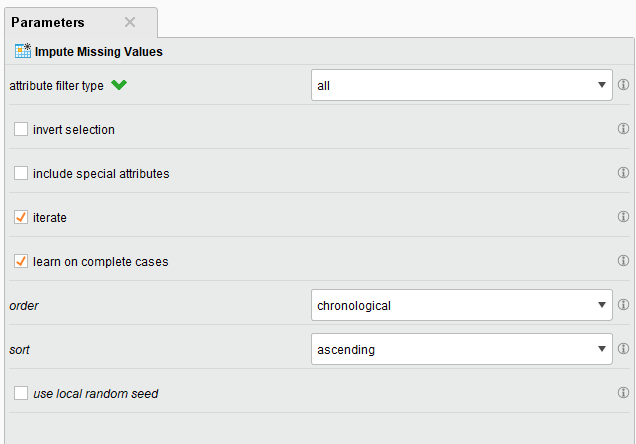 Parameters
Impute Missing Values
attribute filter type all
invert selection
include special attributes
iterate
learn on complete cases
order chronological
sort ascending
use local random seed